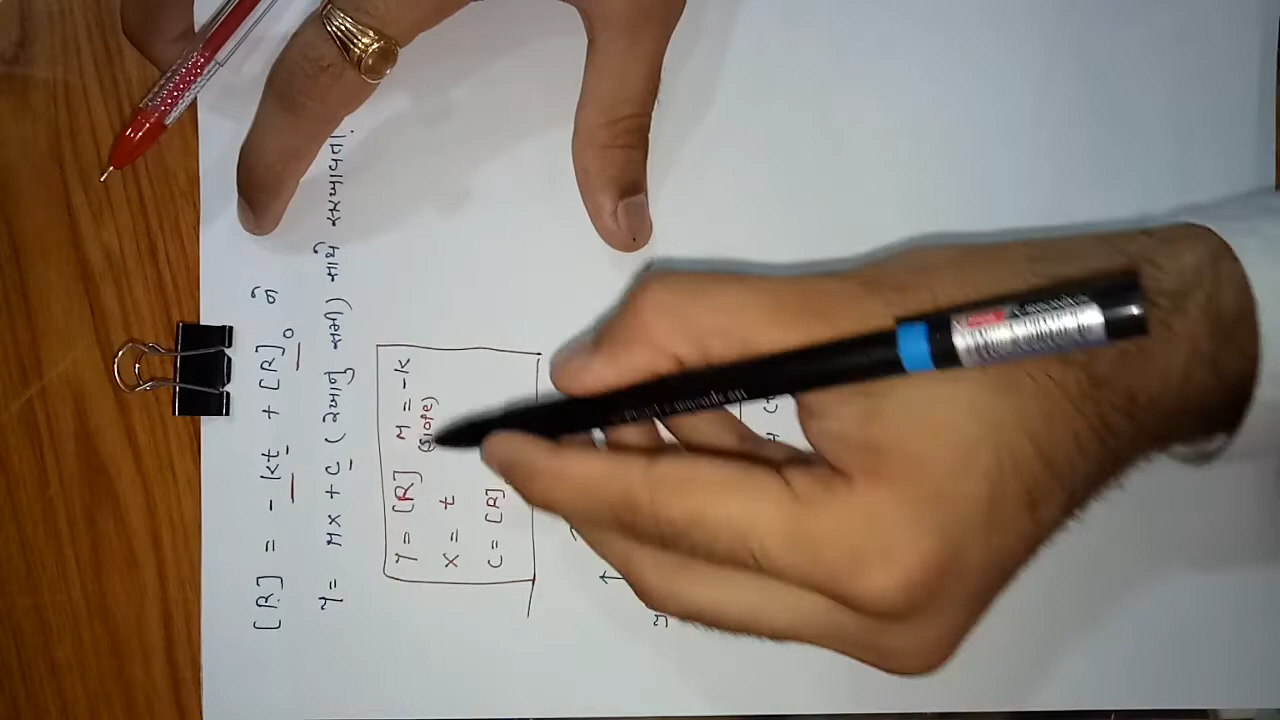 [R] = - kt + [R]₀ ને
Y = MX + C (રેખાનું સમી) સાથે સરખાવતા.
Y = [R] M = -k
(slope)
X = t
C = [R]
y